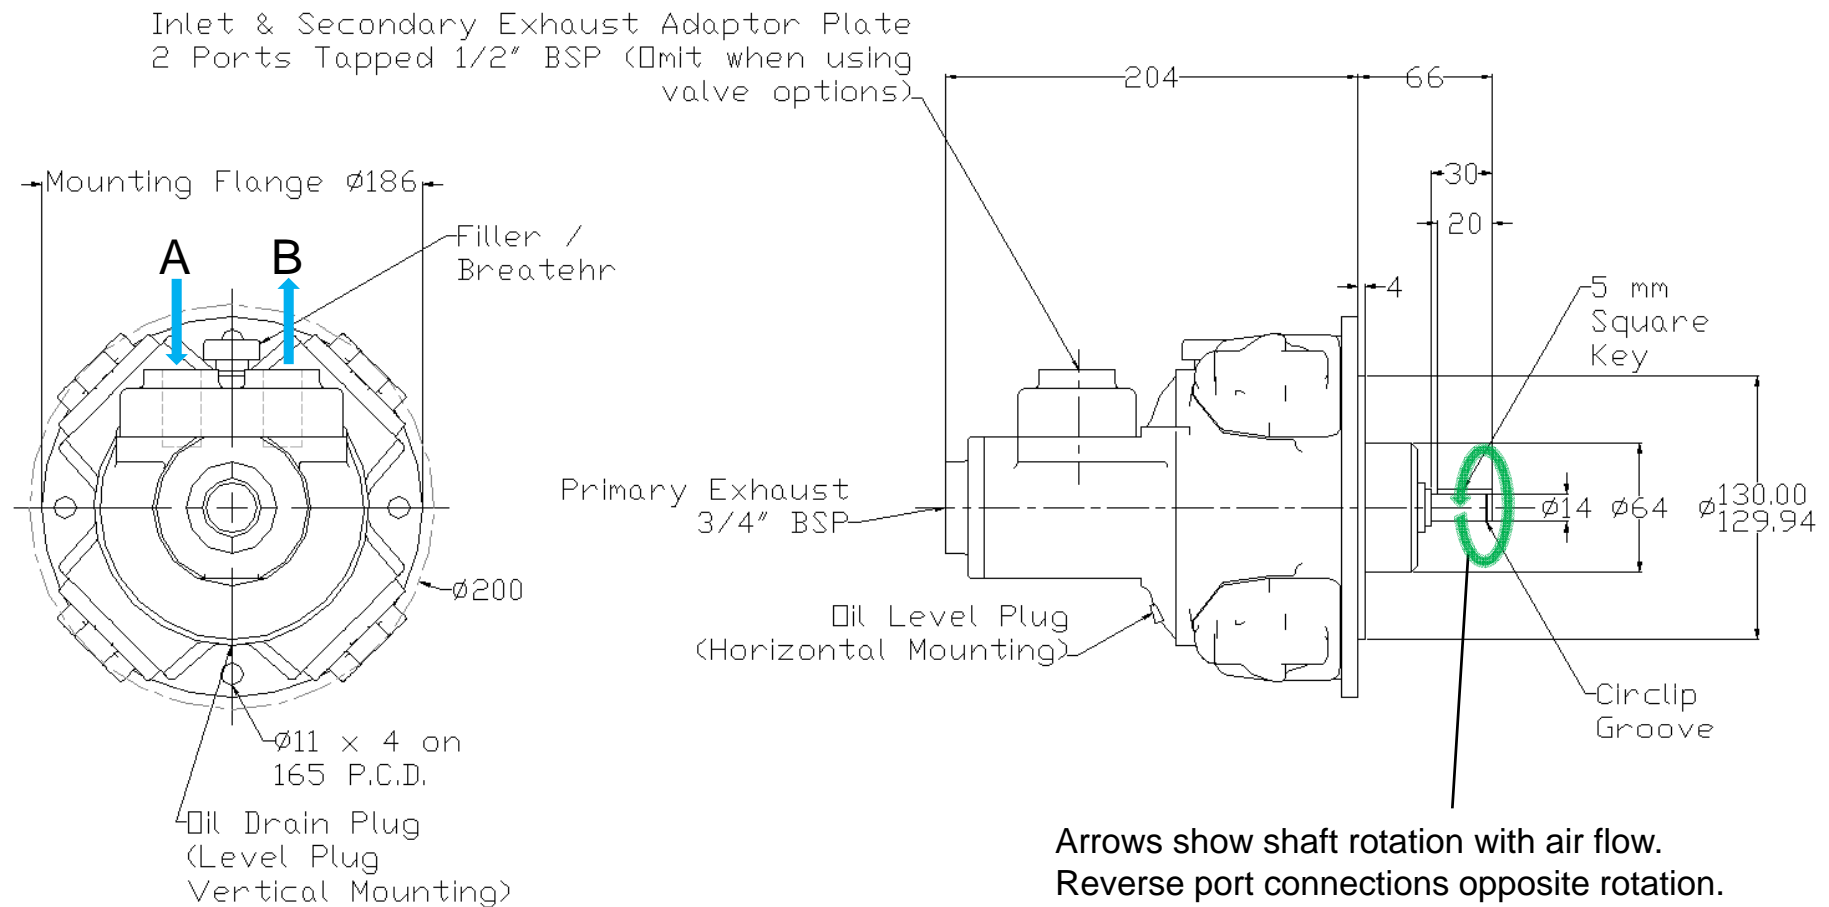 Inlet & Secondary Exhaust Adaptor Plate
2 Ports Tapped 1/2" BSP (Omit when using
valve options)
204
66
Mounting Flange Ø186
30
20
Filler /
Breatehr
A
B
4
5 mm
Square
Key
Primary Exhaust
3/4" BSP
Ø14
Ø64
Ø130.00
129.94
Ø200
Oil Level Plug
(Horizontal Mounting)
Circlip
Groove
Ø11 x 4 on
165 P.C.D.
Oil Drain Plug
(Level Plug
Vertical Mounting)
Arrows show shaft rotation with air flow.
Reverse port connections opposite rotation.